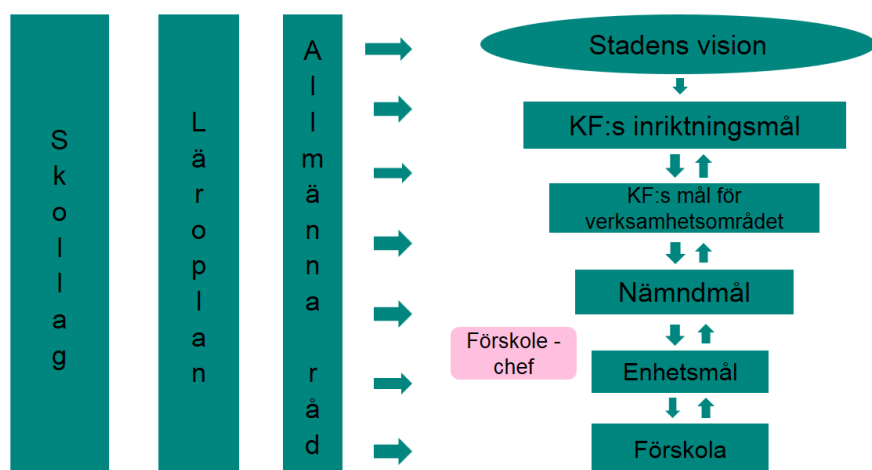 Skollag
Läroplan
Allmänna råd
Stadens vision
KF:s inriktningsmål
KF:s mål för
verksamhetsområdet
Nämndmål
Förskole -
chef
Enhetsmål
Förskola